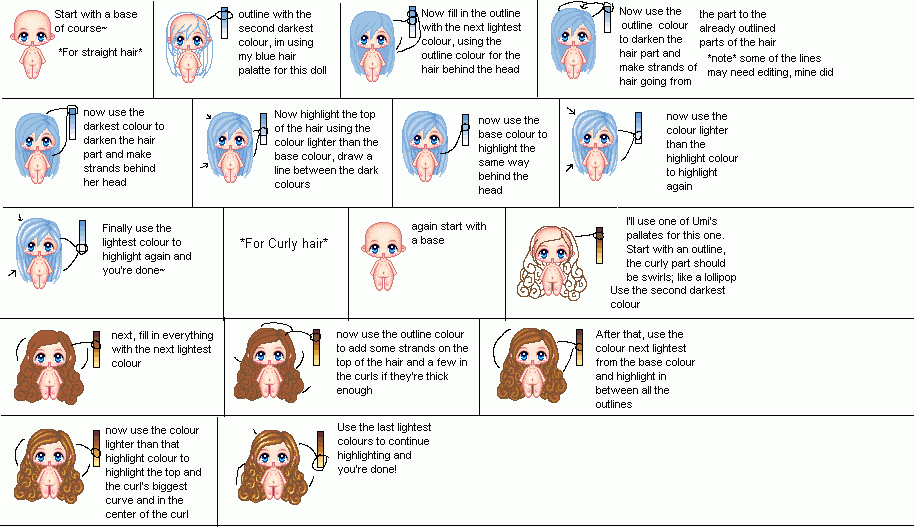 Start with a base
of course~
*For straight hair*
outline with the
second darkest
colour, im using
my blue hair
palette for this doll
Now fill in the outline
with the next lightest
colour, using the
outline colour for the
hair behind the head
Now use the
outline colour
to darken the
hair part and
make strands of
hair going from
the part to the
already outlined
parts of the hair
*note* some of the lines
may need editing, mine did
now use the
darkest colour to
darken the hair
part and make
strands behind
her head
Now highlight the top
of the hair using the
colour lighter than the
base colour, draw a
line between the dark
colours
now use the
base colour to
highlight the
same way
behind the
head
now use the
colour lighter
than the
highlight colour
to highlight
again
Finally use the
lightest colour to
highlight again and
you're done~
*For Curly hair*
again start with
a base
I'll use one of Umi's
pallates for this one.
Start with an outline,
the curly part should
be swirls; like a lollipop
Use the second darkest
colour
next, fill in everything
with the next lightest
colour
now use the outline colour
to add some strands on the
top of the hair and a few in
the curls if they're thick
enough
After that, use the
colour next lightest
from the base colour
and highlight in
between all the
outlines
now use the colour
lighter than that
highlight colour to
highlight the top and
the curl's biggest
curve and in the
center of the curl
Use the last lightest
colours to continue
highlighting and
you're done!